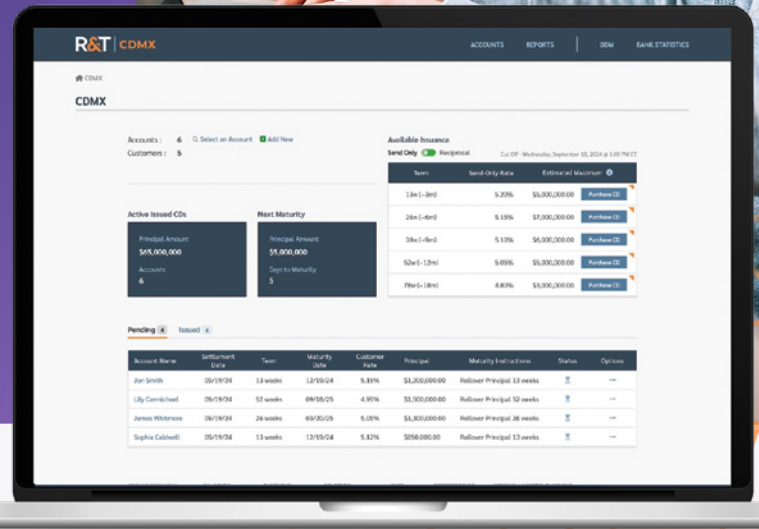 R&T | CDMX
ACCOUNTS REPORTS DDM BANK STATISTICS
CDMX
CDMX
Accounts : 6 Select an Account Add New
Customers : 5
Available Issuance
Send Only Reciprocal Cut Off - Wednesday, September 18, 2024 @ 1:00 PM ET
Term Send-Only Rate Estimated Maximum
13w (~3m) 5.20% $5,000,000.00 Purchase CD
26w (~6m) 5.15% $7,000,000.00 Purchase CD
39w (~9m) 5.10% $6,000,000.00 Purchase CD
52w (~12m) 5.05% $5,000,000.00 Purchase CD
78w (~18m) 4.80% $3,000,000.00 Purchase CD
Active Issued CDs
Principal Amount
$65,000,000
Accounts
6
Next Maturity
Principal Amount
$5,000,000
Days to Maturity
5
Pending 4 Issued 6
Account Name Settlement Date Term Maturity Date Customer Rate Principal Maturity Instructions Status Options
Jon Smith 09/19/24 13 weeks 12/19/24 5.15% $1,200,000.00 Rollover Principal 13 weeks
Lily Carmichael 09/19/24 52 weeks 09/18/25 4.95% $1,500,000.00 Rollover Principal 52 weeks
James Whitmore 09/19/24 26 weeks 03/20/25 5.05% $1,300,000.00 Rollover Principal 26 weeks
Sophia Caldwell 09/19/24 13 weeks 12/19/24 5.12% $950,000.00 Rollover Principal 13 weeks